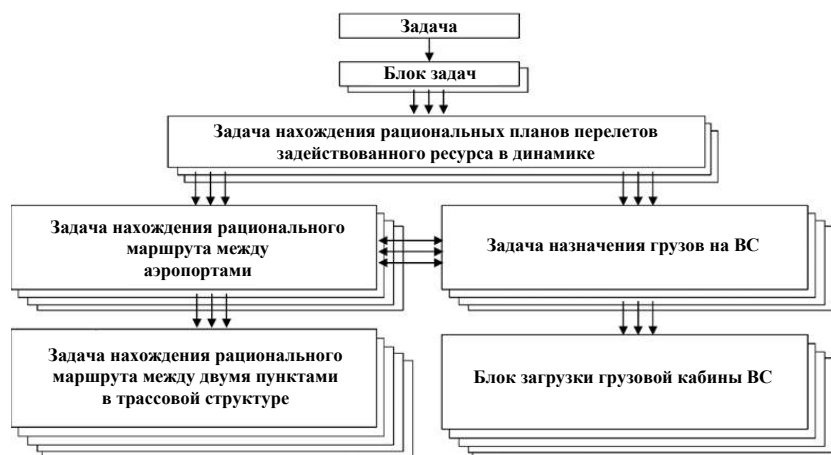 Задача
Блок задач
Задача нахождения рациональных планов перелетов
задействованного ресурса в динамике
Задача нахождения рационального
маршрута между
аэропортами
Задача назначения грузов на ВС
Задача нахождения рационального
маршрута между двумя пунктами
в трассовой структуре
Блок загрузки грузовой кабины ВС